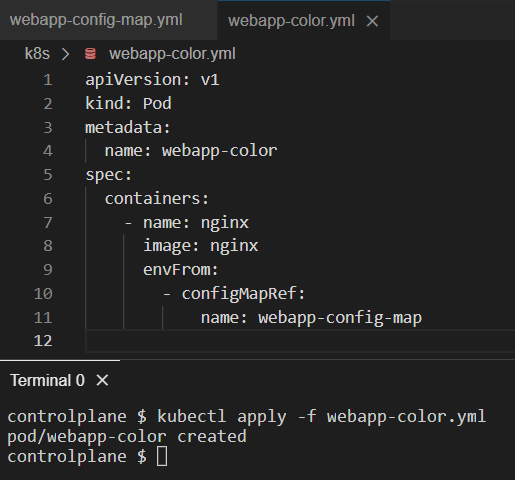 webapp-config-map.yml webapp-color.yml ×
k8s > webapp-color.yml
1 apiVersion: v1
2 kind: Pod
3 metadata:
4   name: webapp-color
5 spec:
6   containers:
7     - name: nginx
8       image: nginx
9       envFrom:
10         - configMapRef:
11             name: webapp-config-map
12
Terminal 0 ×
controlplane $ kubectl apply -f webapp-color.yml
pod/webapp-color created
controlplane $